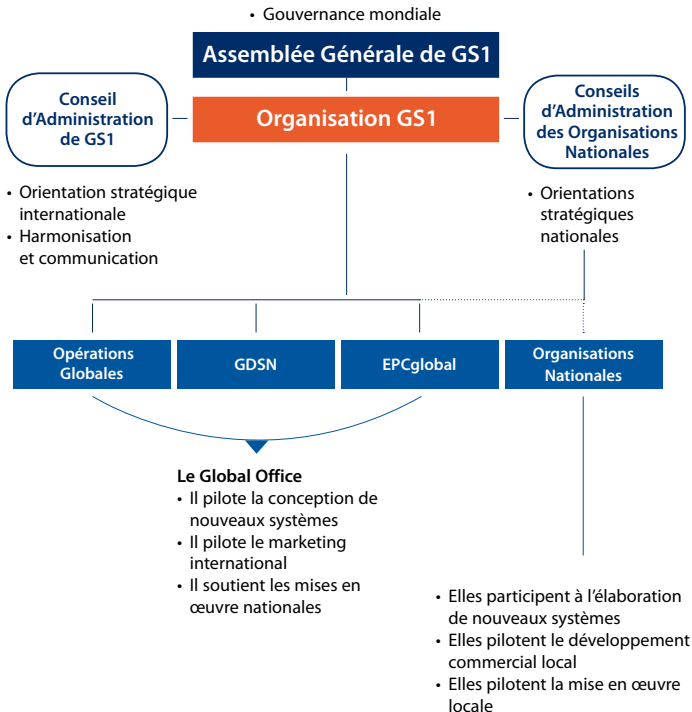 • Gouvernance mondiale
Assemblée Générale de GS1
Conseil
d'Administration
de GS1
Organisation GS1
Conseils
d'Administration
des Organisations
Nationales
• Orientation stratégique
internationale
• Harmonisation
et communication
• Orientations
stratégiques
nationales
Opérations
Globales
GDSN
EPCglobal
Organisations
Nationales
Le Global Office
• Il pilote la conception de
nouveaux systèmes
• Il pilote le marketing
international
• Il soutient les mises en
œuvre nationales
• Elles participent à l'élaboration
de nouveaux systèmes
• Elles pilotent le développement
commercial local
• Elles pilotent la mise en œuvre
locale